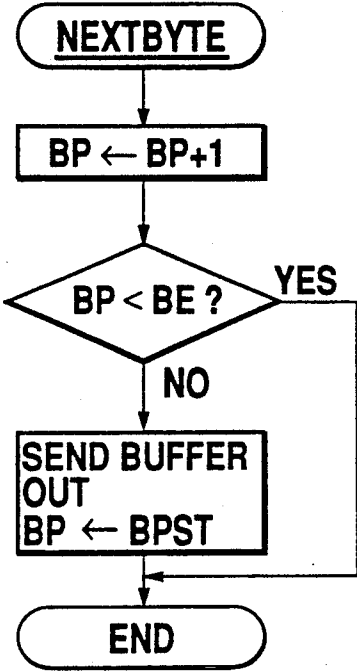 NEXTBYTE
BP ← BP+1
BP < BE ?
YES
NO
SEND BUFFER
OUT
BP ← BPST
END